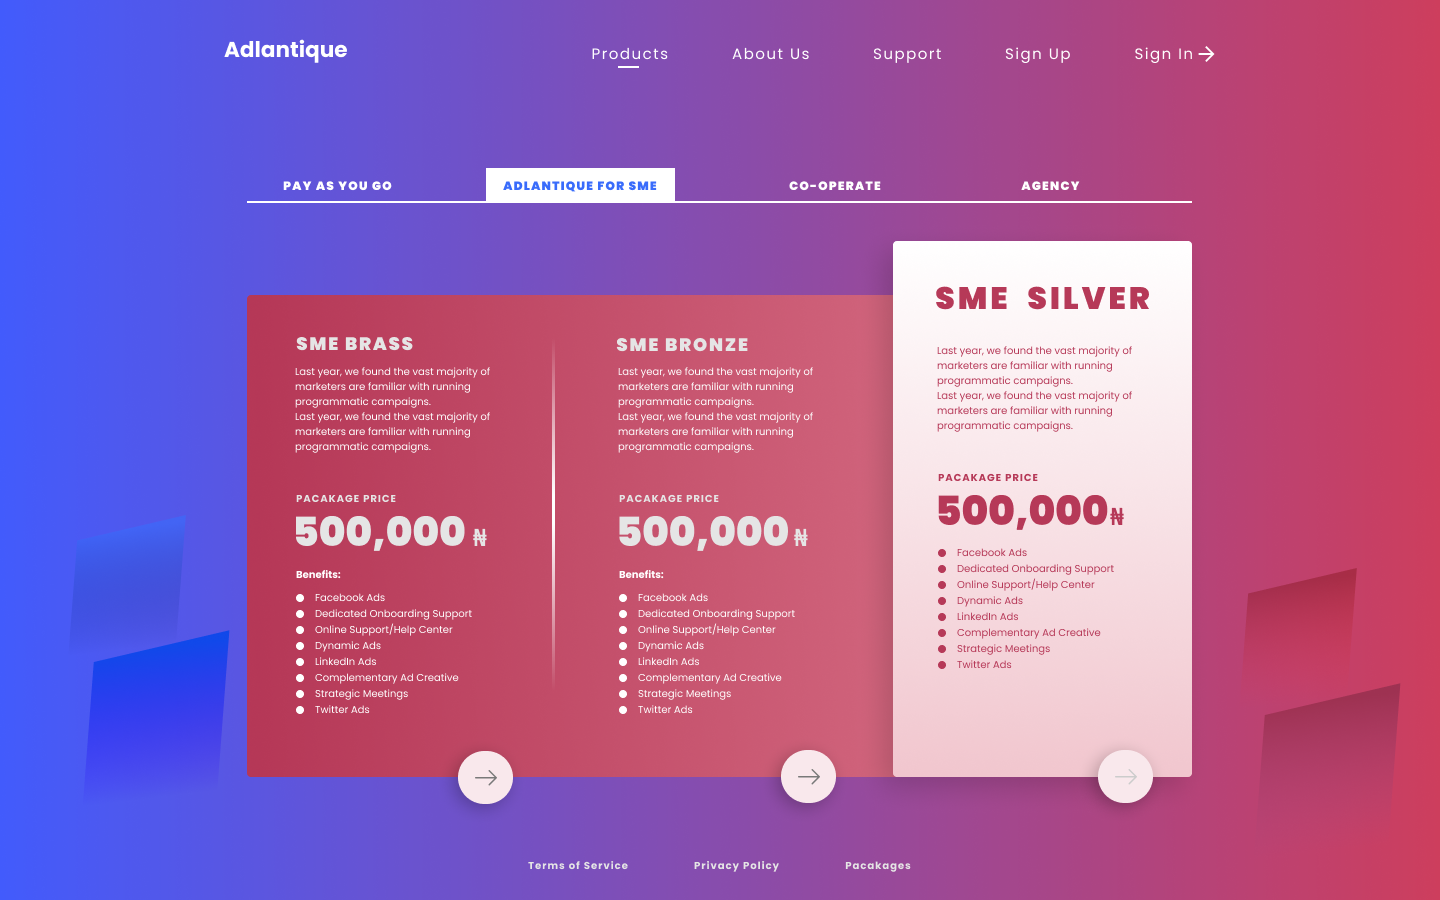 Adlantique
Products
About Us
Support
Sign Up
Sign In
PAY AS YOU GO
ADLANTIQUE FOR SME
CO-OPERATE
AGENCY
SME BRASS
Last year, we found the vast majority of
marketers are familiar with running
programmatic campaigns.
Last year, we found the vast majority of
marketers are familiar with running
programmatic campaigns.
PACAKAGE PRICE
500,000 ₦
Benefits:
Facebook Ads
Dedicated Onboarding Support
Online Support/Help Center
Dynamic Ads
LinkedIn Ads
Complementary Ad Creative
Strategic Meetings
Twitter Ads
SME BRONZE
Last year, we found the vast majority of
marketers are familiar with running
programmatic campaigns.
Last year, we found the vast majority of
marketers are familiar with running
programmatic campaigns.
PACAKAGE PRICE
500,000 ₦
Benefits:
Facebook Ads
Dedicated Onboarding Support
Online Support/Help Center
Dynamic Ads
LinkedIn Ads
Complementary Ad Creative
Strategic Meetings
Twitter Ads
SME SILVER
Last year, we found the vast majority of
marketers are familiar with running
programmatic campaigns.
Last year, we found the vast majority of
marketers are familiar with running
programmatic campaigns.
PACAKAGE PRICE
500,000₦
Facebook Ads
Dedicated Onboarding Support
Online Support/Help Center
Dynamic Ads
LinkedIn Ads
Complementary Ad Creative
Strategic Meetings
Twitter Ads
Terms of Service
Privacy Policy
Pacakages